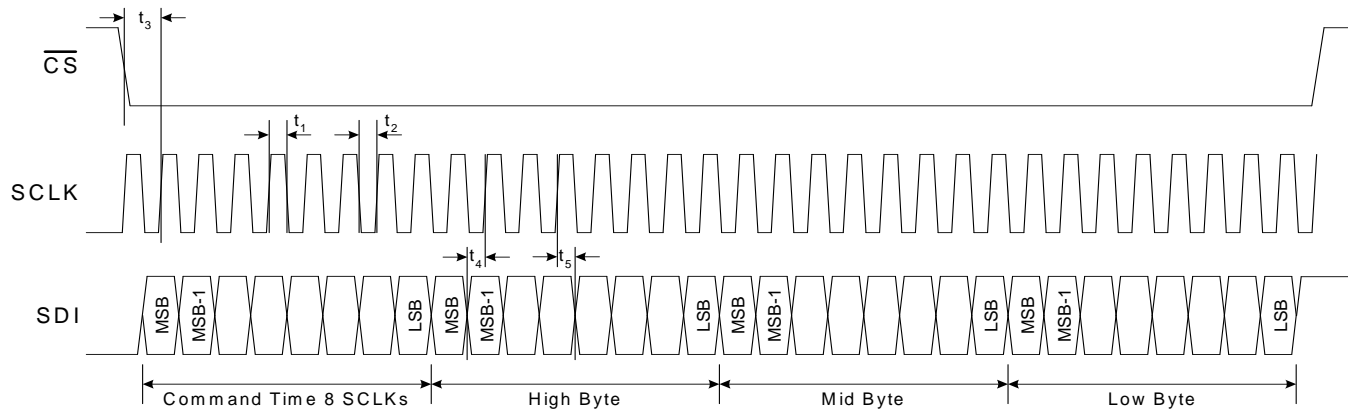 t3
CS
t1
t2
SCLK
t4
t5
SDI
MSB
MSB-1
LSB
MSB
MSB-1
LSB
MSB
MSB-1
LSB
MSB
MSB-1
LSB
Command Time 8 SCLKs
High Byte
Mid Byte
Low Byte